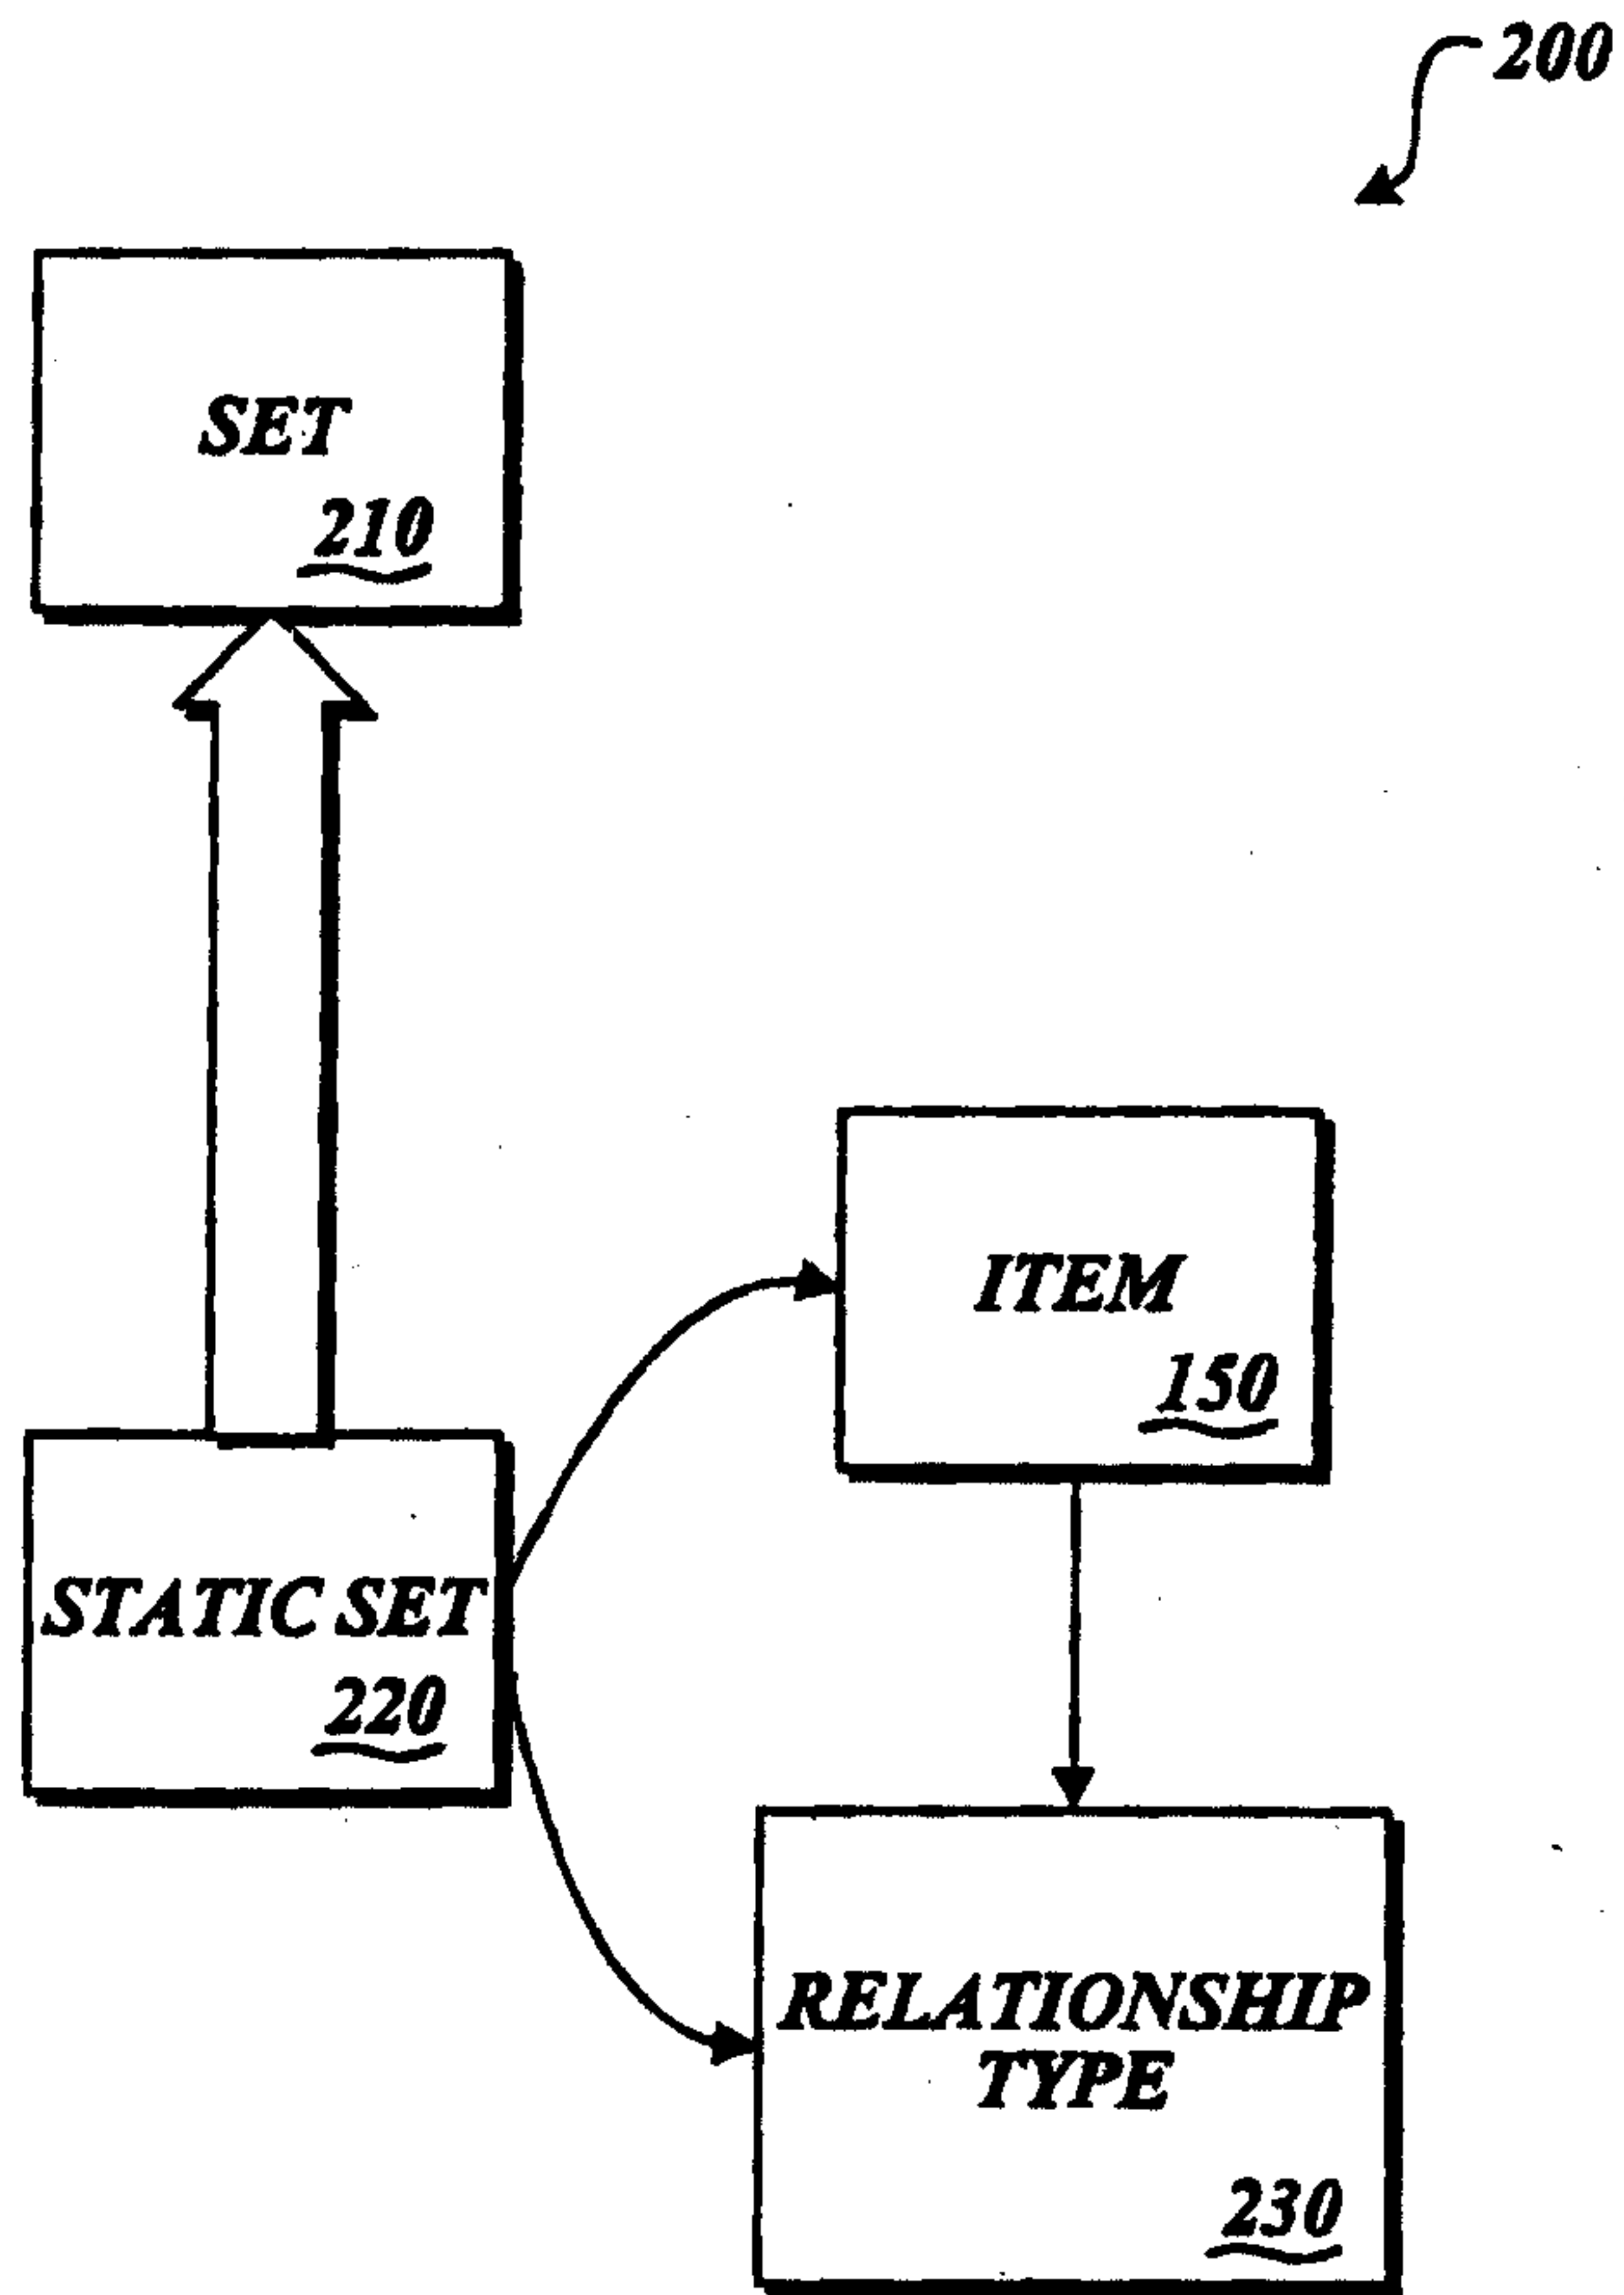 200
SET
210
ITEM
150
STATIC SET
220
RELATIONSHIP
TYPE
230